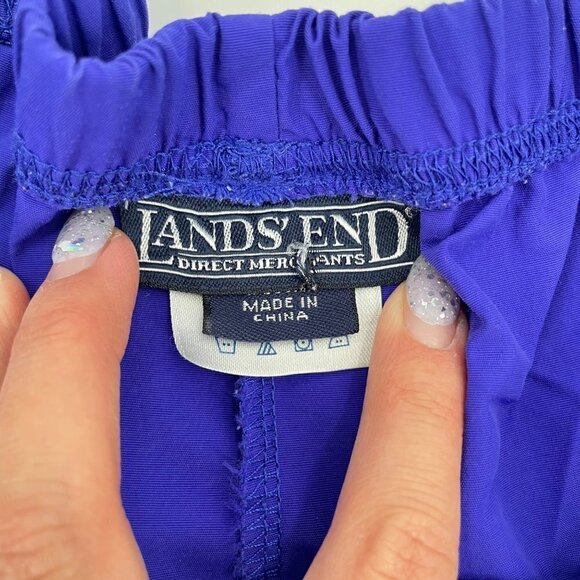 LANDS' END
DIRECT MERCHANTS
MADE IN
CHINA